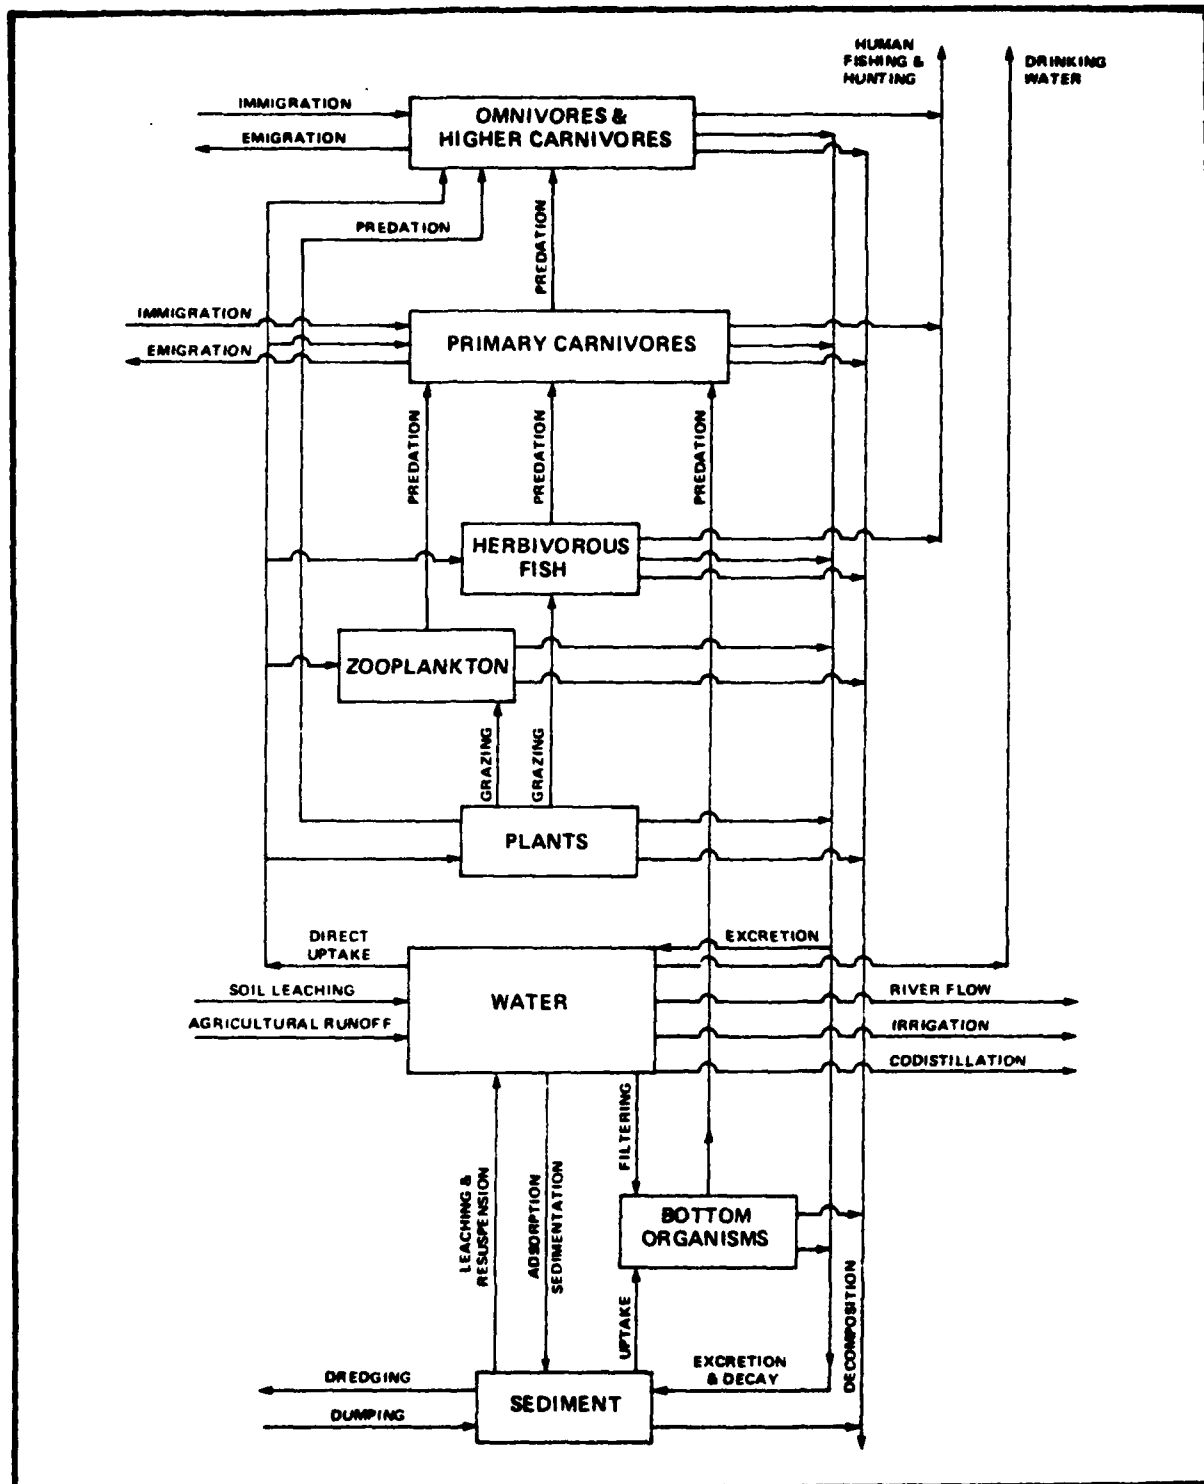 HUMAN
FISHING &
HUNTING
DRINKING
WATER
IMMIGRATION
EMIGRATION
OMNIVORES &
HIGHER CARNIVORES
PREDATION
PREDATION
IMMIGRATION
EMIGRATION
PRIMARY CARNIVORES
PREDATION
PREDATION
PREDATION
HERBIVOROUS
FISH
ZOOPLANKTON
GRAZING
GRAZING
PLANTS
DIRECT
UPTAKE
EXCRETION
SOIL LEACHING
WATER
RIVER FLOW
AGRICULTURAL RUNOFF
IRRIGATION
CODISTILLATION
LEACHING &
RESUSPENSION
ADSORPTION
SEDIMENTATION
FILTERING
BOTTOM
ORGANISMS
UPTAKE
DECOMPOSITION
EXCRETION
& DECAY
DREDGING
DUMPING
SEDIMENT